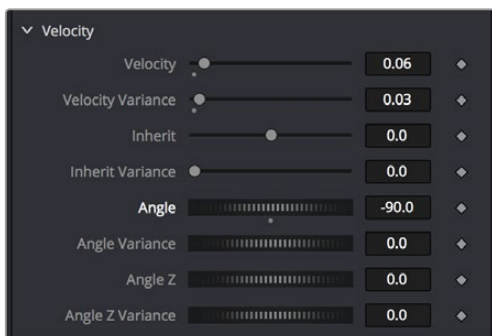 Velocity
Velocity 0.06
Velocity Variance 0.03
Inherit 0.0
Inherit Variance 0.0
Angle -90.0
Angle Variance 0.0
Angle Z 0.0
Angle Z Variance 0.0